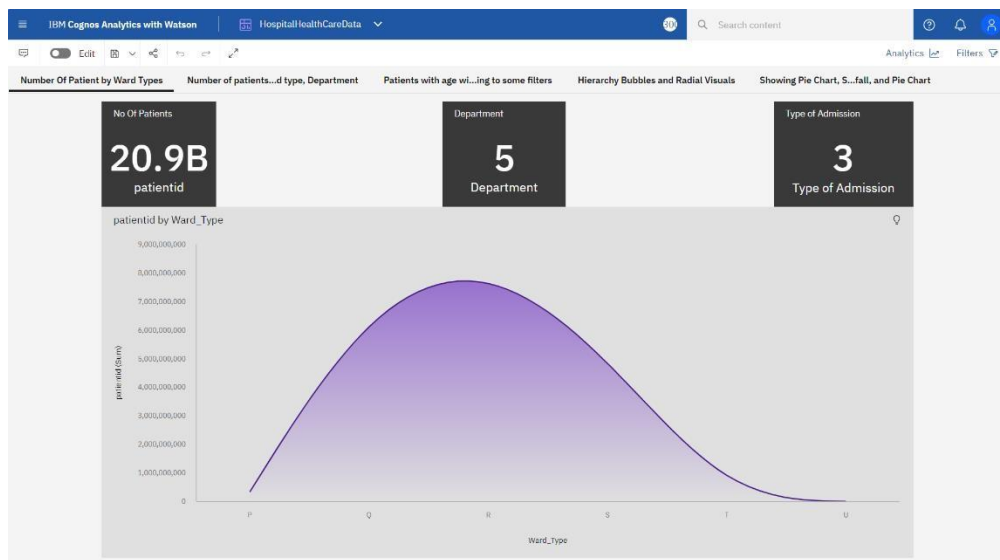 IBM Cognos Analytics with Watson
HospitalHealthCareData
Search content
Edit
Analytics
Filters
Number Of Patient by Ward Types
Number of patients...d type, Department
Patients with age wi...ing to some filters
Hierarchy Bubbles and Radial Visuals
Showing Pie Chart, S...fall, and Pie Chart
No Of Patients
20.9B
patientid
Department
5
Department
Type of Admission
3
Type of Admission
patientid by Ward_Type
9,000,000,000
8,000,000,000
7,000,000,000
6,000,000,000
5,000,000,000
4,000,000,000
3,000,000,000
2,000,000,000
1,000,000,000
0
patientid (Sum)
P
Q
R
S
T
U
Ward_Type